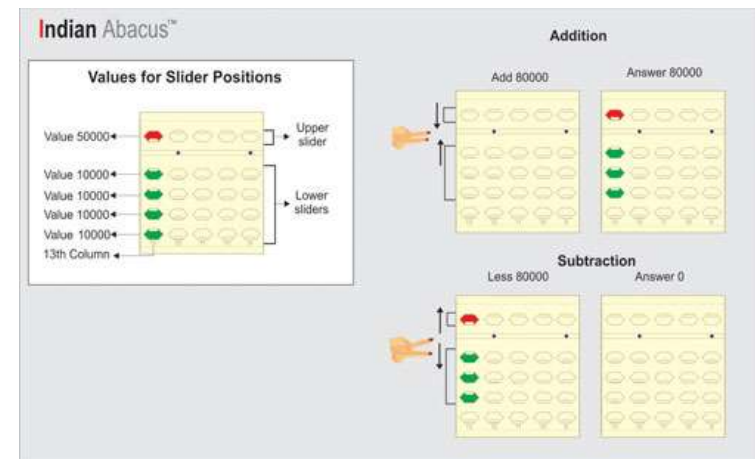 Indian Abacus™
Values for Slider Positions
Value 50000
Upper
slider
Value 10000
Value 10000
Value 10000
Value 10000
Lower
sliders
13th Column
Addition
Add 80000
Answer 80000
Subtraction
Less 80000
Answer 0